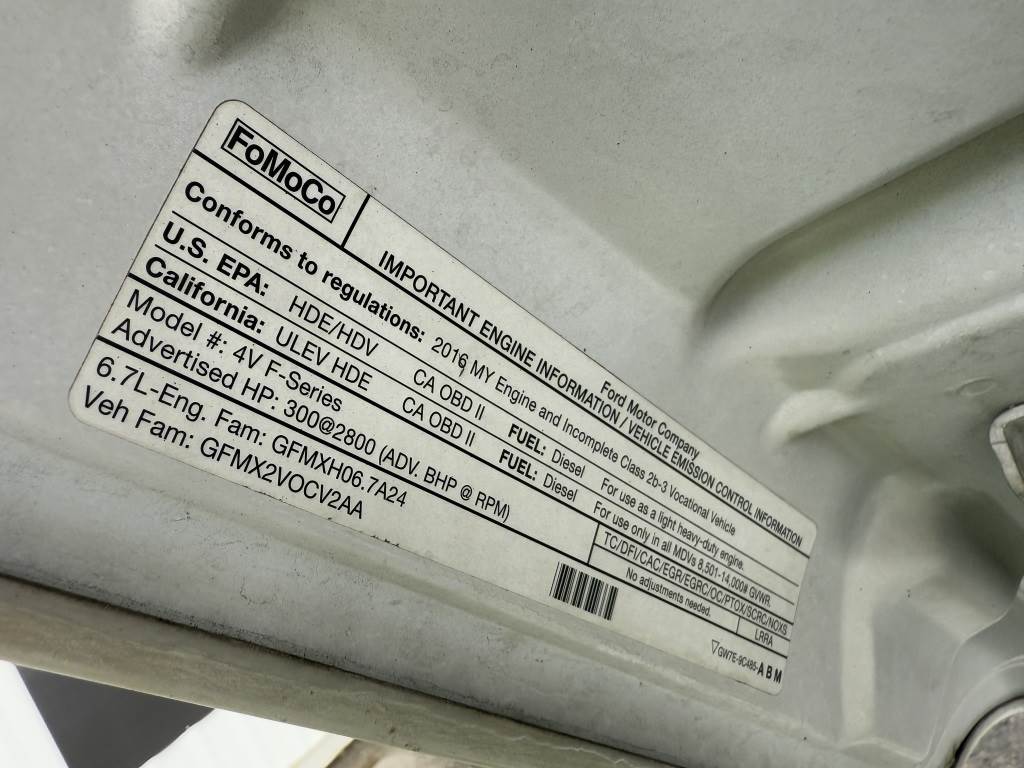 FoMoCo
Ford Motor Company
IMPORTANT ENGINE INFORMATION / VEHICLE EMISSION CONTROL INFORMATION
Conforms to regulations: 2016 MY Engine and Incomplete Class 2b-3 Vocational Vehicle
U.S. EPA: HDE/HDV CA OBD II FUEL: Diesel For use as a light heavy-duty engine.
California: ULEV HDE CA OBD II FUEL: Diesel For use only in all MDVs 8,501-14,000# GVWR.
Model #: 4V F-Series TC/DFI/CAC/EGR/EGRC/OC/PTOX/SCRC/NOXS
Advertised HP: 300@2800 (ADV. BHP @ RPM) No adjustments needed. LRRA
6.7L-Eng. Fam: GFMXH06.7A24
Veh Fam: GFMX2VOCV2AA
GW7E-9C485-A B M